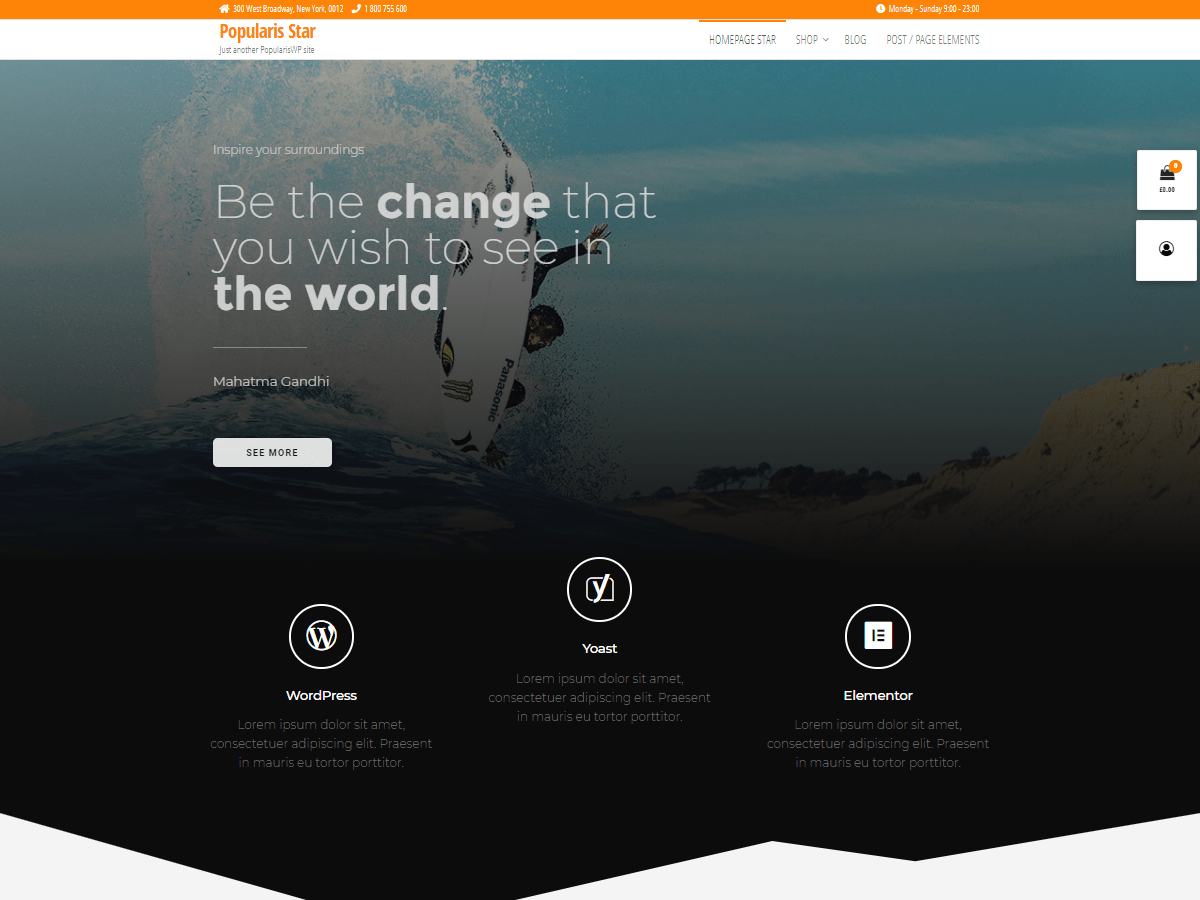 300 West Broadway, New York, 0012 1 800 755 600 Monday - Sunday 9:00 - 23:00
Popularis Star
Just another PopularisWP site
HOMEPAGE STAR SHOP BLOG POST / PAGE ELEMENTS
Inspire your surroundings
Be the change that
you wish to see in
the world.
Mahatma Gandhi
SEE MORE
0
£0.00
Panasonic
WordPress
Lorem ipsum dolor sit amet,
consectetuer adipiscing elit. Praesent
in mauris eu tortor porttitor.
Yoast
Lorem ipsum dolor sit amet,
consectetuer adipiscing elit. Praesent
in mauris eu tortor porttitor.
Elementor
Lorem ipsum dolor sit amet,
consectetuer adipiscing elit. Praesent
in mauris eu tortor porttitor.